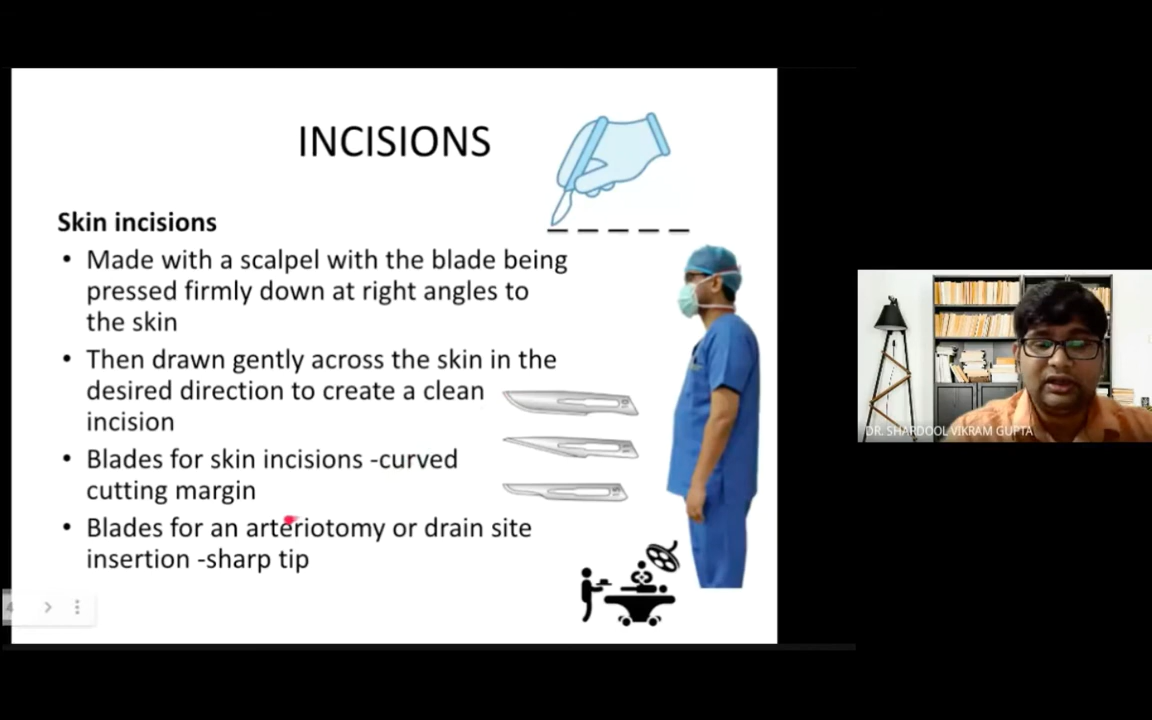 INCISIONS
Skin incisions
• Made with a scalpel with the blade being
pressed firmly down at right angles to
the skin
• Then drawn gently across the skin in the
desired direction to create a clean
incision
• Blades for skin incisions -curved
cutting margin
• Blades for an arteriotomy or drain site
insertion -sharp tip
4
DR. SHARDOOL VIKRAM GUPTA